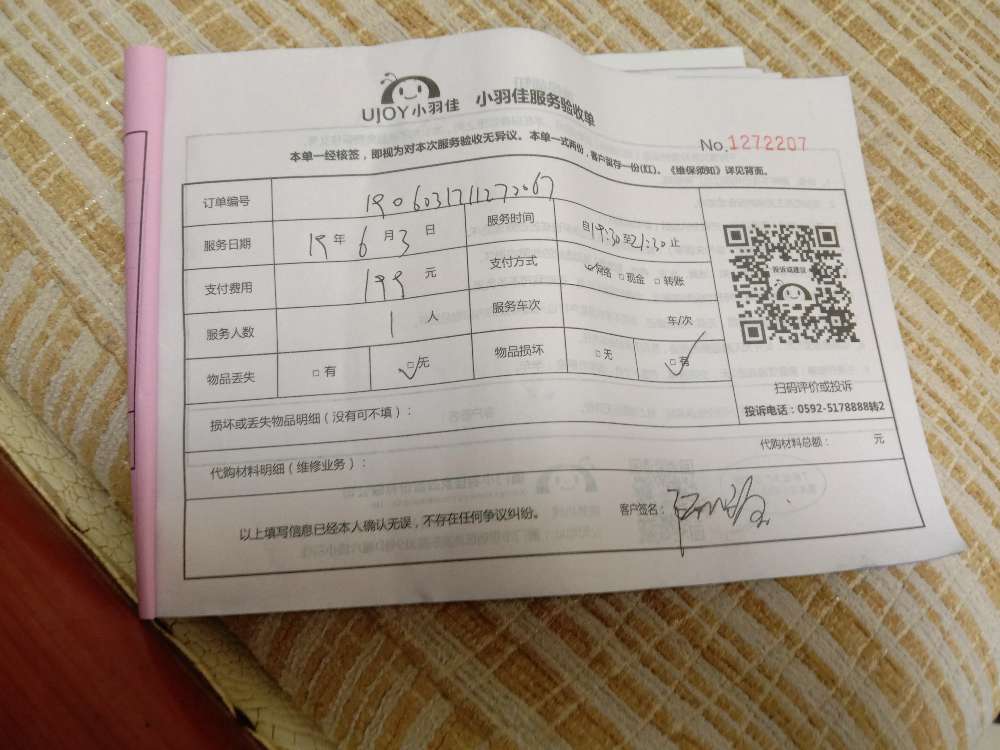 UJOY小羽佳 小羽佳服务验收单
No.1272207
本单一经核签，即视为对本次服务验收无异议。本单一式两份，客户留存一份(红)。《维保须知》详见背面。
订单编号
服务日期 19年6月3日 服务时间 自19:30至21:30止
支付费用 199元 支付方式 ✓网络 □现金 □转账
服务人数 1人 服务车次 车/次
物品丢失 □有 □无 物品损坏 □无 □有
投诉或建议
扫码评价或投诉
投诉电话：0592-5178888转2
损坏或丢失物品明细（没有可不填）：
代购材料明细（维修业务）： 代购材料总额： 元
以上填写信息已经本人确认无误，不存在任何争议纠纷。 客户签名：